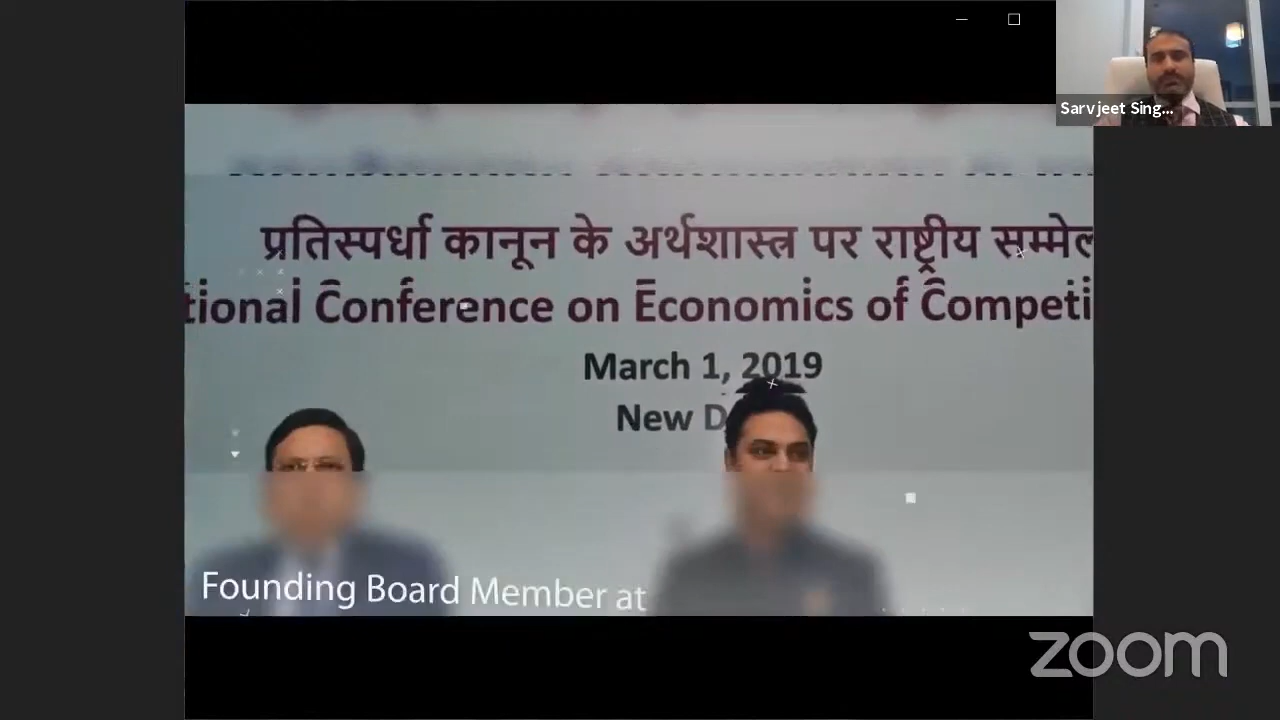 Sarvjeet Sing...
प्रतिस्पर्धा कानून के अर्थशास्त्र पर राष्ट्रीय सम्मेल
tional Conference on Economics of Competi
March 1, 2019
New D
Founding Board Member at
zoom